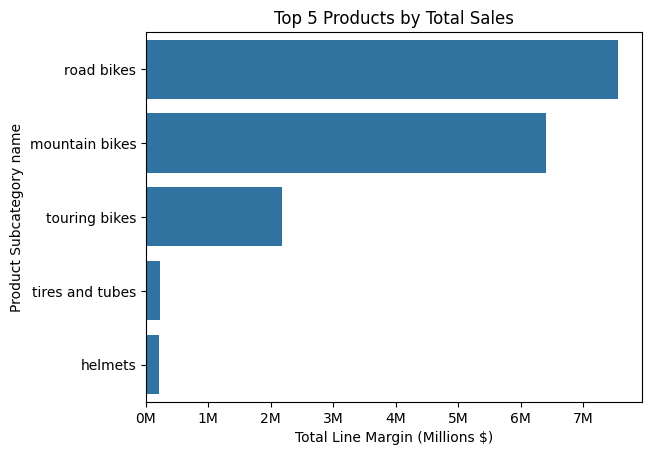 Top 5 Products by Total Sales
Product Subcategory name
road bikes
mountain bikes
touring bikes
tires and tubes
helmets
0M 1M 2M 3M 4M 5M 6M 7M
Total Line Margin (Millions $)